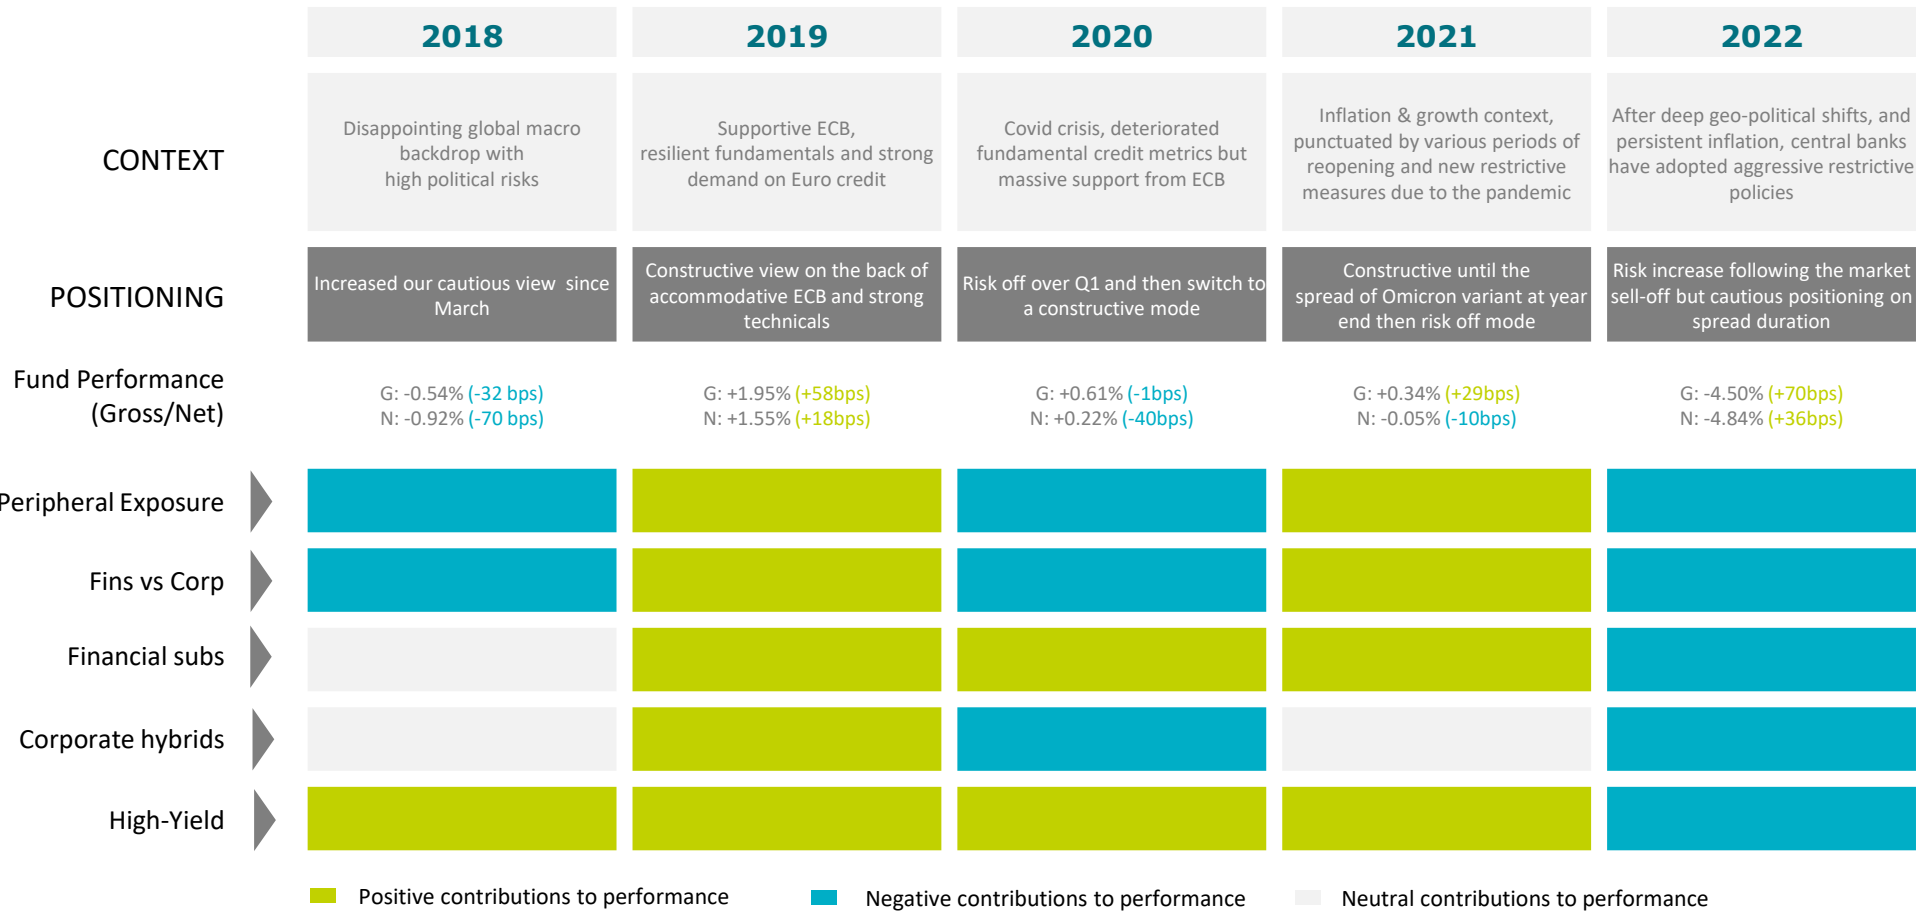 2018 2019 2020 2021 2022
CONTEXT
Disappointing global macro
backdrop with
high political risks
Supportive ECB,
resilient fundamentals and strong
demand on Euro credit
Covid crisis, deteriorated
fundamental credit metrics but
massive support from ECB
Inflation & growth context,
punctuated by various periods of
reopening and new restrictive
measures due to the pandemic
After deep geo-political shifts, and
persistent inflation, central banks
have adopted aggressive restrictive
policies
POSITIONING
Increased our cautious view since
March
Constructive view on the back of
accommodative ECB and strong
technicals
Risk off over Q1 and then switch to
a constructive mode
Constructive until the
spread of Omicron variant at year
end then risk off mode
Risk increase following the market
sell-off but cautious positioning on
spread duration
Fund Performance
(Gross/Net)
G: -0.54% (-32 bps)
N: -0.92% (-70 bps)
G: +1.95% (+58bps)
N: +1.55% (+18bps)
G: +0.61% (-1bps)
N: +0.22% (-40bps)
G: +0.34% (+29bps)
N: -0.05% (-10bps)
G: -4.50% (+70bps)
N: -4.84% (+36bps)
Peripheral Exposure
Fins vs Corp
Financial subs
Corporate hybrids
High-Yield
Positive contributions to performance
Negative contributions to performance
Neutral contributions to performance